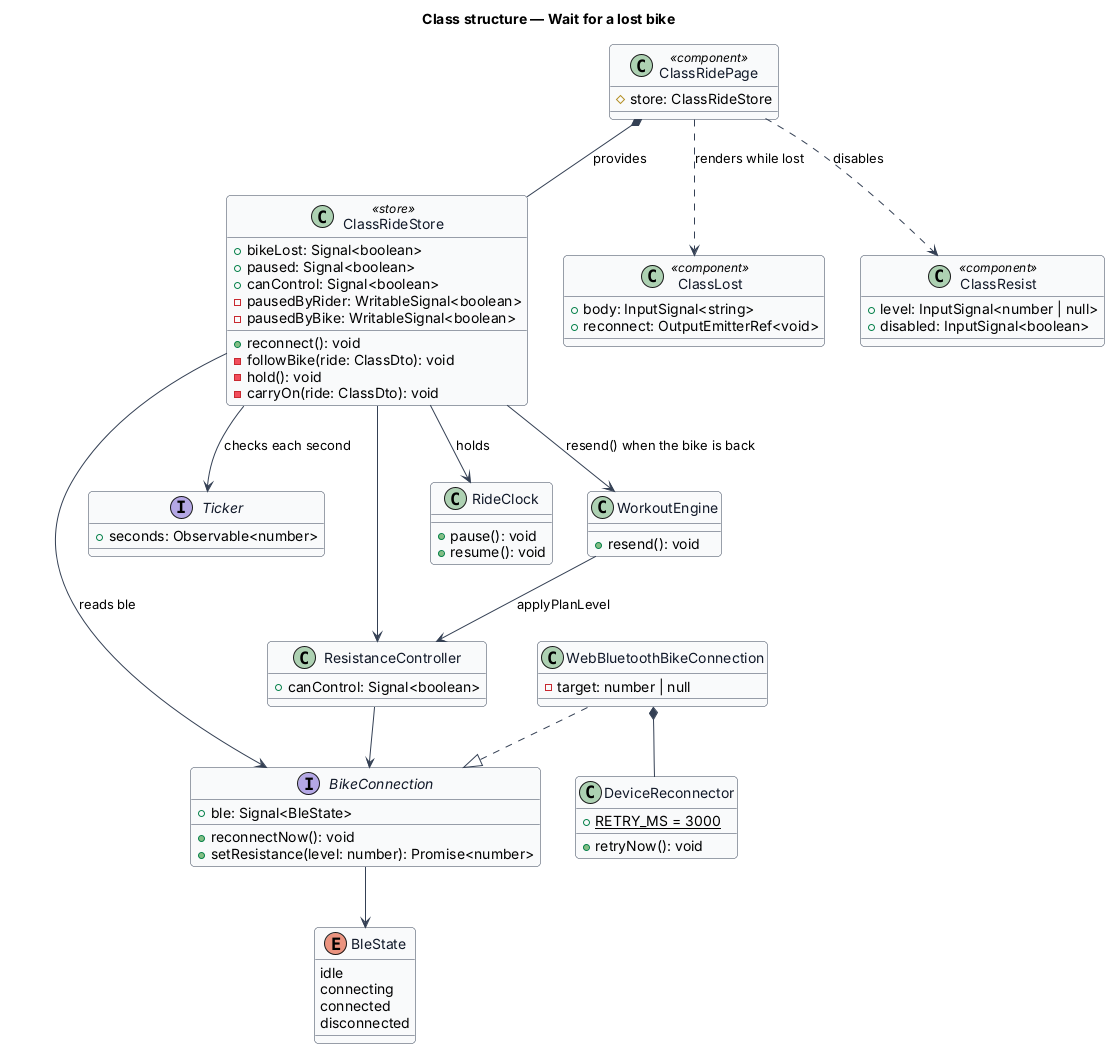 Class structure — Wait for a lost bike
«component»
C ClassRidePage
store: ClassRideStore
provides
renders while lost
disables
«store»
C ClassRideStore
bikeLost: Signal<boolean>
paused: Signal<boolean>
canControl: Signal<boolean>
pausedByRider: WritableSignal<boolean>
pausedByBike: WritableSignal<boolean>
reconnect(): void
followBike(ride: ClassDto): void
hold(): void
carryOn(ride: ClassDto): void
«component»
C ClassLost
body: InputSignal<string>
reconnect: OutputEmitterRef<void>
«component»
C ClassResist
level: InputSignal<number | null>
disabled: InputSignal<boolean>
checks each second
holds
resend() when the bike is back
I Ticker
seconds: Observable<number>
C RideClock
pause(): void
resume(): void
C WorkoutEngine
resend(): void
reads ble
applyPlanLevel
C ResistanceController
canControl: Signal<boolean>
C WebBluetoothBikeConnection
target: number | null
I BikeConnection
ble: Signal<BleState>
reconnectNow(): void
setResistance(level: number): Promise<number>
C DeviceReconnector
RETRY_MS = 3000
retryNow(): void
E BleState
idle
connecting
connected
disconnected